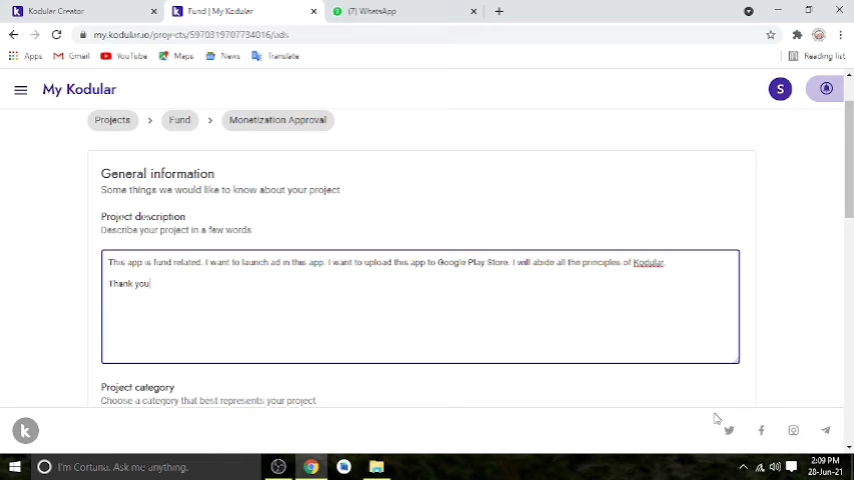 Kodular Creator
Fund | My Kodular
(7) WhatsApp
my.kodular.io/projects/5970319707734016/ads
Apps
Gmail
YouTube
Maps
News
Translate
Reading list
My Kodular
S
Projects > Fund > Monetization Approval
General information
Some things we would like to know about your project
Project description
Describe your project in a few words
This app is fund related. I want to launch ad in this app. I want to upload this app to Google Play Store. I will abide all the principles of Kodular.
Thank you
Project category
Choose a category that best represents your project
k
I'm Cortana. Ask me anything.
2:09 PM
28-Jun-21